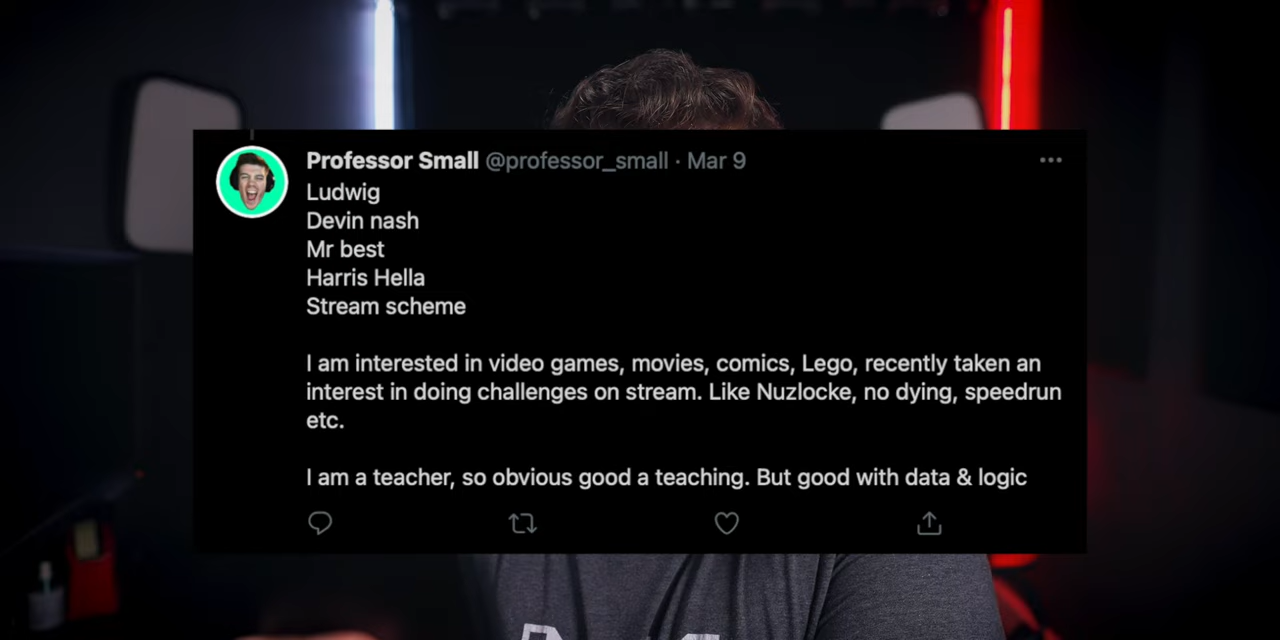 Professor Small @professor_small · Mar 9
Ludwig
Devin nash
Mr best
Harris Hella
Stream scheme
I am interested in video games, movies, comics, Lego, recently taken an
interest in doing challenges on stream. Like Nuzlocke, no dying, speedrun
etc.
I am a teacher, so obvious good a teaching. But good with data & logic